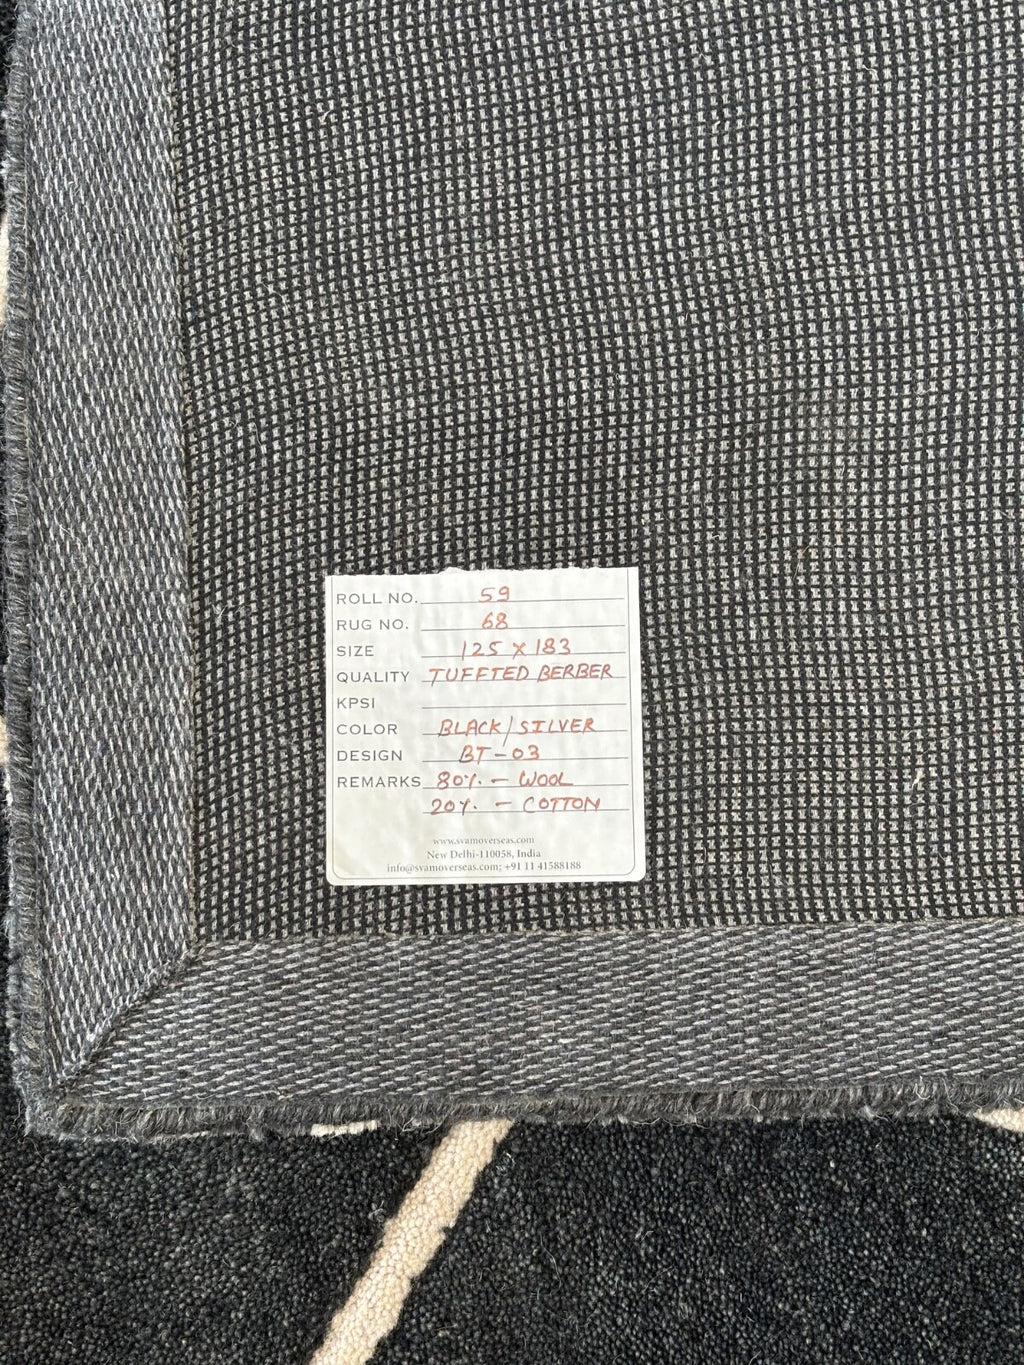 ROLL NO. 59
RUG NO. 68
SIZE 125 x 183
QUALITY TUFFTED BERBER
KPSI
COLOR BLACK/SILVER
DESIGN BT-03
REMARKS 80% - WOOL
20% - COTTON
www.svamoverseas.com
New Delhi-110058, India
info@svamoverseas.com; +91 11 41588188